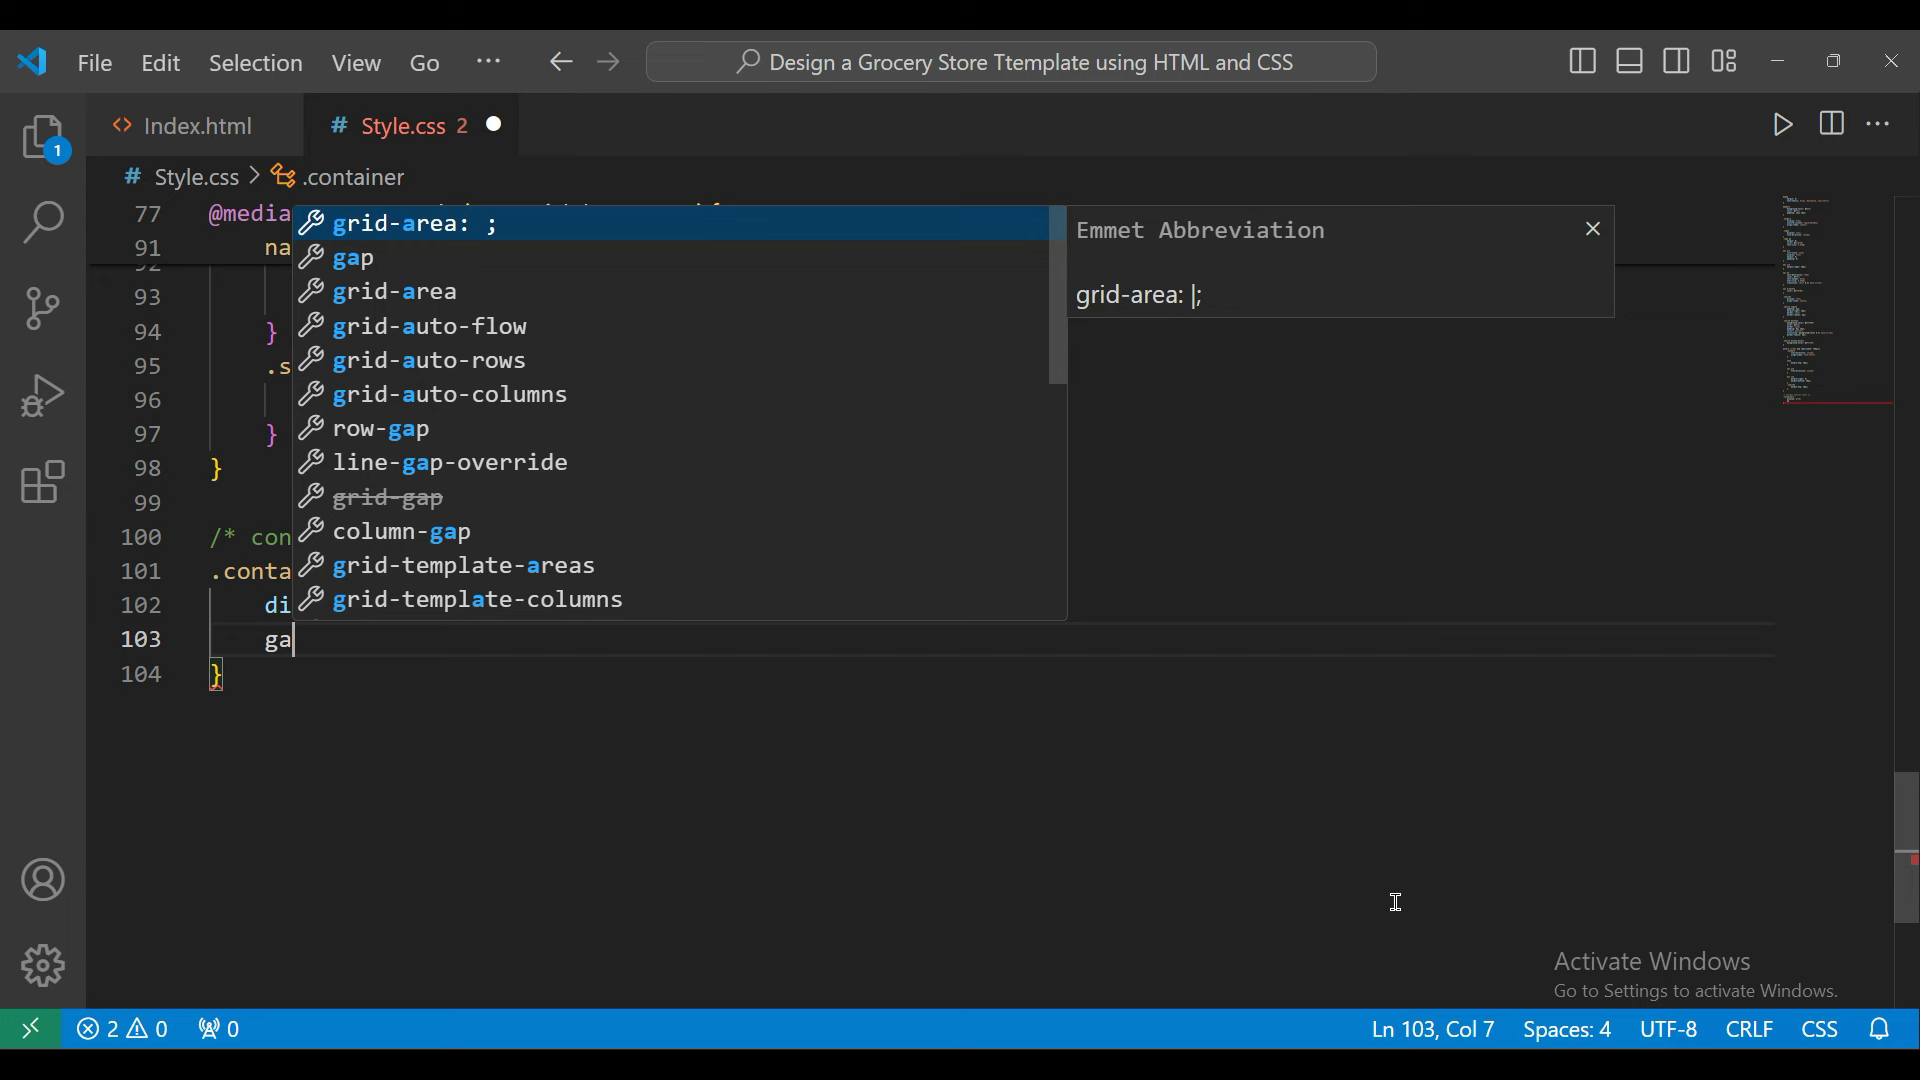 File Edit Selection View Go ··· Design a Grocery Store Ttemplate using HTML and CSS
Index.html # Style.css 2
1
# Style.css > .container
77 @media
91 na
93
94 }
95 .s
96
97 }
98 }
99
100 /* con
101 .conta
102 di
103 ga
104 }
grid-area: ;
gap
grid-area
grid-auto-flow
grid-auto-rows
grid-auto-columns
row-gap
line-gap-override
grid-gap
column-gap
grid-template-areas
grid-template-columns
Emmet Abbreviation
grid-area: |;
Activate Windows
Go to Settings to activate Windows.
2 0 0 Ln 103, Col 7 Spaces: 4 UTF-8 CRLF CSS